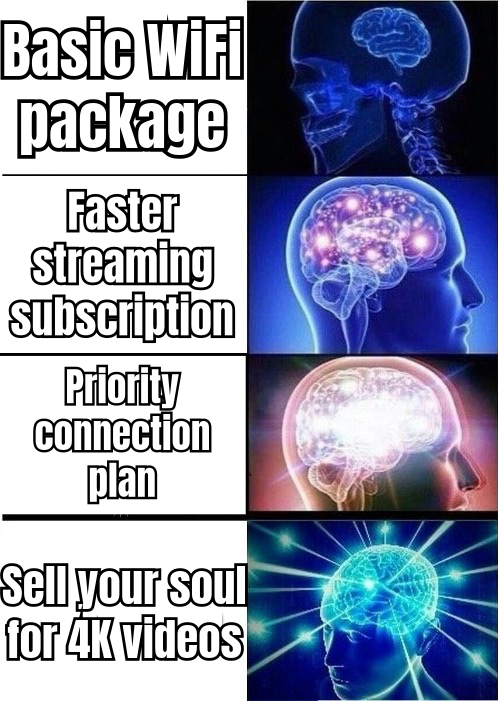 Basic WiFi
package
Faster
streaming
subscription
Priority
connection
plan
Sell your soul
for 4K videos